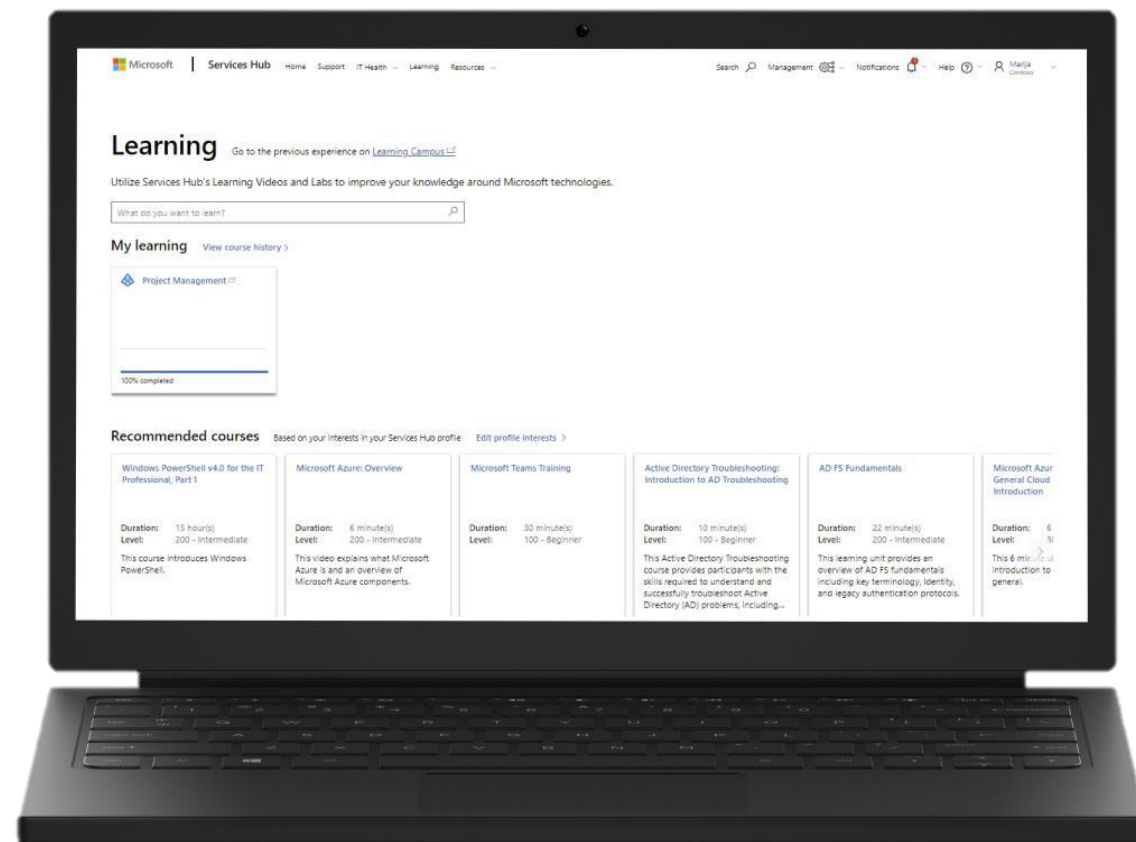 Microsoft | Services Hub Home Support IT Health Learning Resources Search Management Notifications Help Marija
Contoso
Learning Go to the previous experience on Learning Campus
Utilize Services Hub's Learning Videos and Labs to improve your knowledge around Microsoft technologies.
What do you want to learn?
My learning View course history >
Project Management
100% completed
Recommended courses Based on your interests in your Services Hub profile Edit profile interests >
Windows PowerShell v4.0 for the IT
Professional, Part 1
Duration: 15 hour(s)
Level: 200 - Intermediate
This course introduces Windows
PowerShell.
Microsoft Azure: Overview
Duration: 6 minute(s)
Level: 200 - Intermediate
This video explains what Microsoft
Azure is and an overview of
Microsoft Azure components.
Microsoft Teams Training
Duration: 30 minute(s)
Level: 100 - Beginner
Active Directory Troubleshooting:
Introduction to AD Troubleshooting
Duration: 10 minute(s)
Level: 100 - Beginner
This Active Directory Troubleshooting
course provides participants with the
skills required to understand and
successfully troubleshoot Active
Directory (AD) problems, including...
AD FS Fundamentals
Duration: 22 minute(s)
Level: 200 - Intermediate
This learning unit provides an
overview of AD FS fundamentals
including key terminology, identity,
and legacy authentication protocols.
Microsoft Azur
General Cloud
Introduction
Duration: 6
Level:
This 6
introduction to
general.